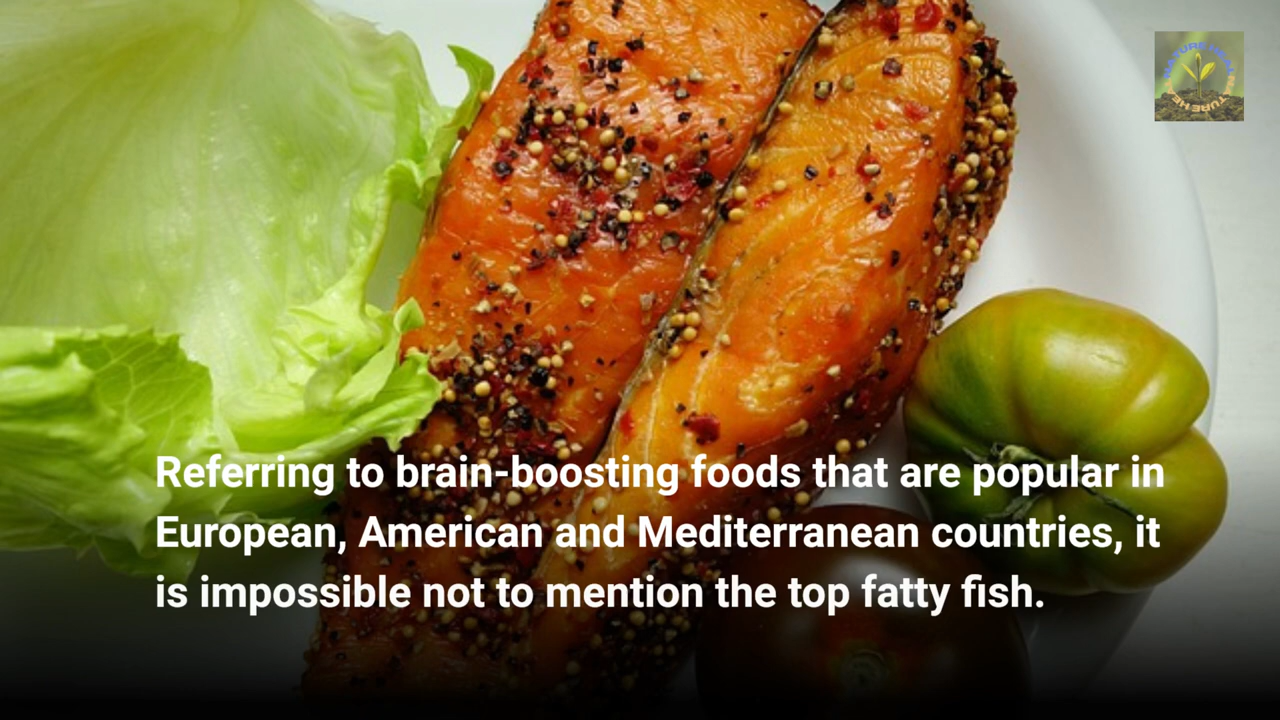 Referring to brain-boosting foods that are popular in
European, American and Mediterranean countries, it
is impossible not to mention the top fatty fish.